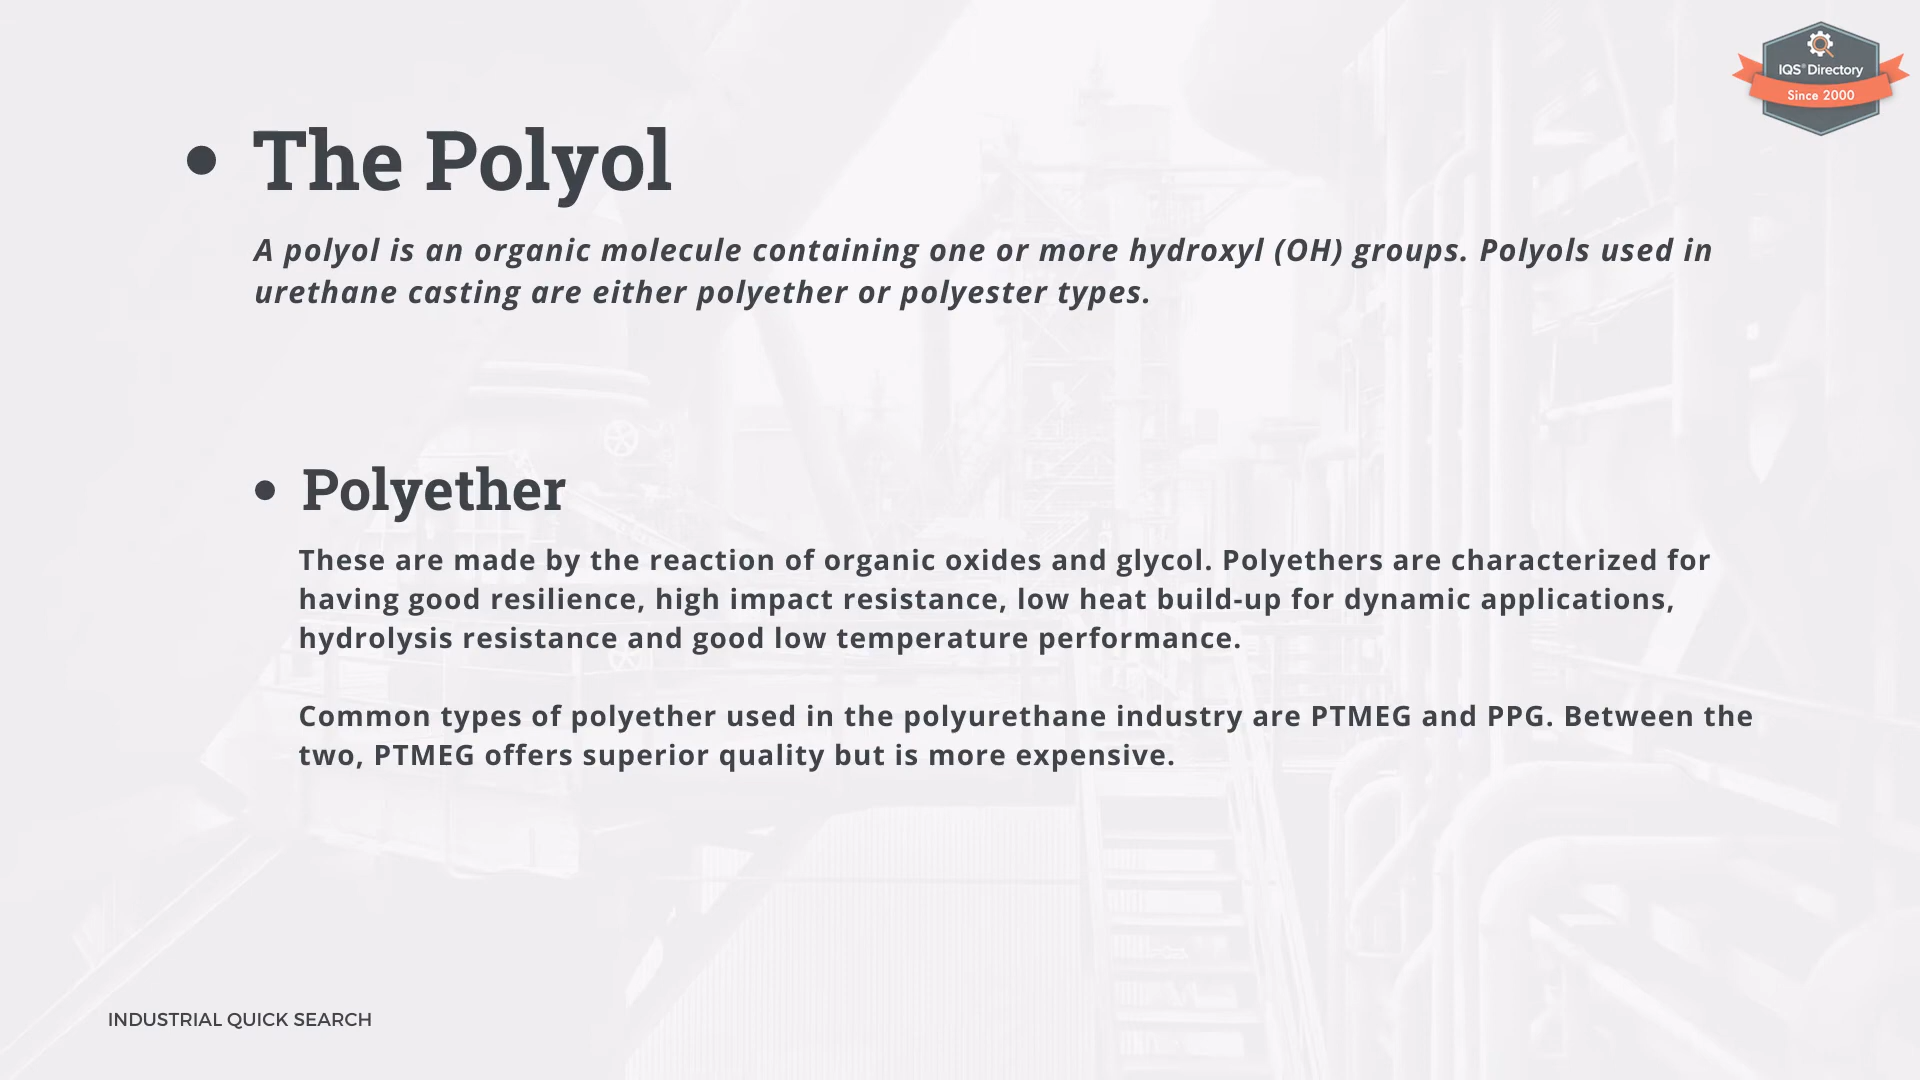 IQS® Directory
Since 2000
• The Polyol
A polyol is an organic molecule containing one or more hydroxyl (OH) groups. Polyols used in
urethane casting are either polyether or polyester types.
• Polyether
These are made by the reaction of organic oxides and glycol. Polyethers are characterized for
having good resilience, high impact resistance, low heat build-up for dynamic applications,
hydrolysis resistance and good low temperature performance.
Common types of polyether used in the polyurethane industry are PTMEG and PPG. Between the
two, PTMEG offers superior quality but is more expensive.
INDUSTRIAL QUICK SEARCH